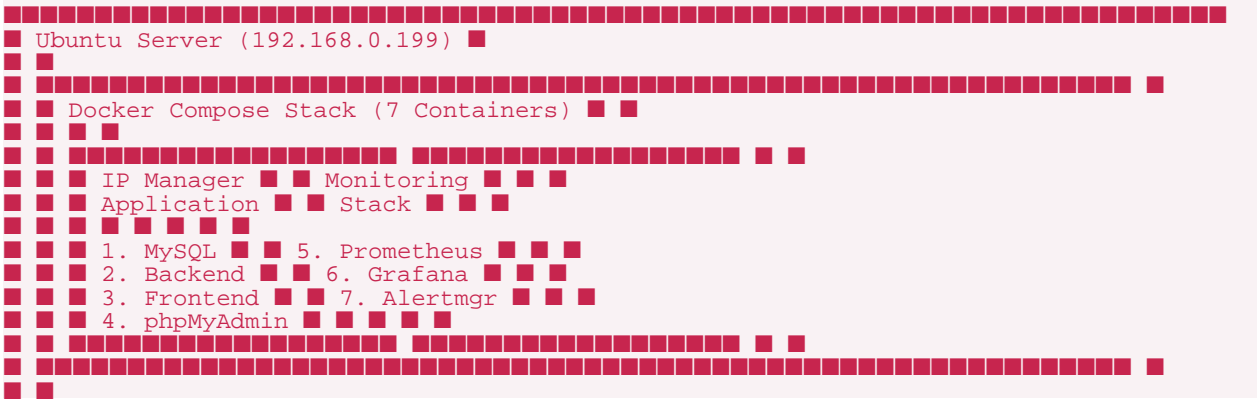 ■■■■■■■■■■■■■■■■■■■■■■■■■■■■■■■■■■■■■■■■■■■■■■■■■■■■■■■■■■■■■■■■■■■
■ Ubuntu Server (192.168.0.199) ■
■ ■
■ ■■■■■■■■■■■■■■■■■■■■■■■■■■■■■■■■■■■■■■■■■■■■■■■■■■■■■■■■■■■ ■
■ ■ Docker Compose Stack (7 Containers) ■ ■
■ ■ ■ ■
■ ■ ■■■■■■■■■■■■■■■■■■ ■■■■■■■■■■■■■■■■■■ ■ ■
■ ■ ■ IP Manager ■ ■ Monitoring ■ ■ ■
■ ■ ■ Application ■ ■ Stack ■ ■ ■
■ ■ ■ ■ ■ ■ ■ ■
■ ■ ■ 1. MySQL ■ ■ 5. Prometheus ■ ■ ■
■ ■ ■ 2. Backend ■ ■ 6. Grafana ■ ■ ■
■ ■ ■ 3. Frontend ■ ■ 7. Alertmgr ■ ■ ■
■ ■ ■ 4. phpMyAdmin ■ ■ ■ ■ ■
■ ■ ■■■■■■■■■■■■■■■■■■ ■■■■■■■■■■■■■■■■■■ ■ ■
■ ■■■■■■■■■■■■■■■■■■■■■■■■■■■■■■■■■■■■■■■■■■■■■■■■■■■■■■■■■■■ ■
■ ■